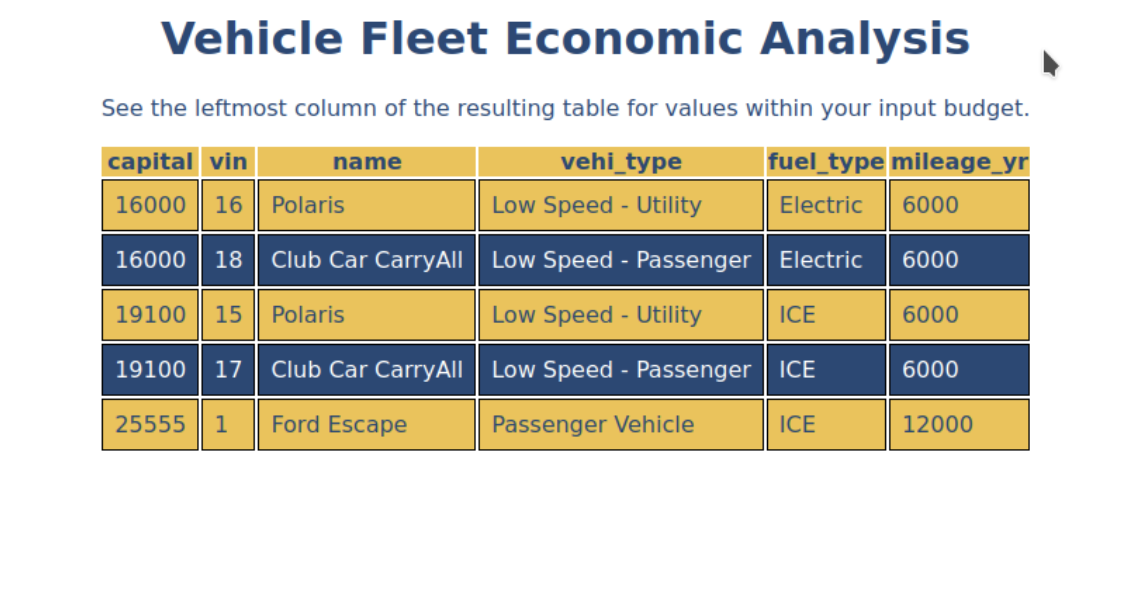 Vehicle Fleet Economic Analysis
See the leftmost column of the resulting table for values within your input budget.
capital vin name vehi_type fuel_type mileage_yr
16000 16 Polaris Low Speed - Utility Electric 6000
16000 18 Club Car CarryAll Low Speed - Passenger Electric 6000
19100 15 Polaris Low Speed - Utility ICE 6000
19100 17 Club Car CarryAll Low Speed - Passenger ICE 6000
25555 1 Ford Escape Passenger Vehicle ICE 12000